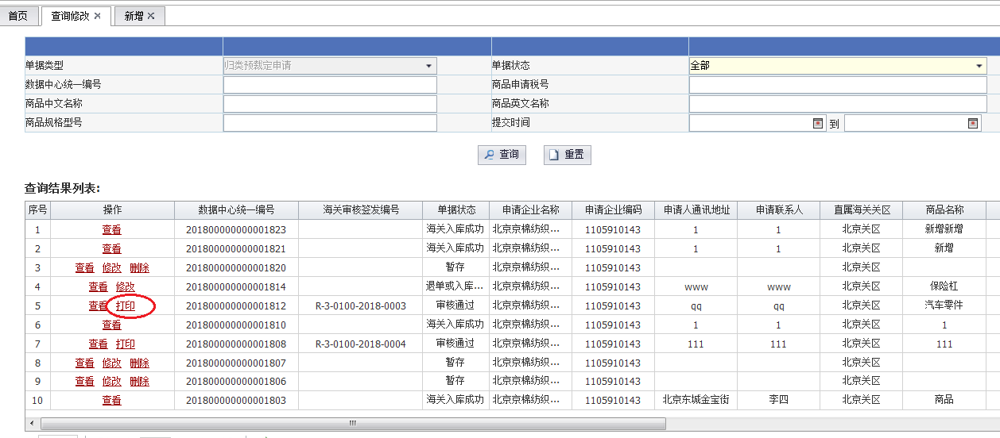 首页 查询修改 新增
单据类型 归类预裁定申请 单据状态 全部
数据中心统一编号 商品申请税号
商品中文名称 商品英文名称
商品规格型号 提交时间 到
查询 重置
查询结果列表:
序号 操作 数据中心统一编号 海关审核签发编号 单据状态 申请企业名称 申请企业编码 申请人通讯地址 申请联系人 直属海关关区 商品名称
1 查看 201800000000001823 海关入库成功 北京京棉纺织... 1105910143 1 1 北京关区 新增新增
2 查看 201800000000001821 海关入库成功 北京京棉纺织... 1105910143 1 1 北京关区 新增
3 查看 修改 删除 201800000000001820 暂存 北京京棉纺织... 1105910143 北京关区
4 查看 修改 201800000000001814 退单或入库... 北京京棉纺织... 1105910143 www www 北京关区 保险杠
5 查看 打印 201800000000001812 R-3-0100-2018-0003 审核通过 北京京棉纺织... 1105910143 qq qq 北京关区 汽车零件
6 查看 201800000000001810 海关入库成功 北京京棉纺织... 1105910143 1 1 北京关区 1
7 查看 打印 201800000000001808 R-3-0100-2018-0004 审核通过 北京京棉纺织... 1105910143 111 111 北京关区 111
8 查看 修改 删除 201800000000001807 暂存 北京京棉纺织... 1105910143 北京关区
9 查看 修改 删除 201800000000001806 暂存 北京京棉纺织... 1105910143 北京关区
10 查看 201800000000001803 海关入库成功 北京京棉纺织... 1105910143 北京东城金宝街 李四 北京关区 商品